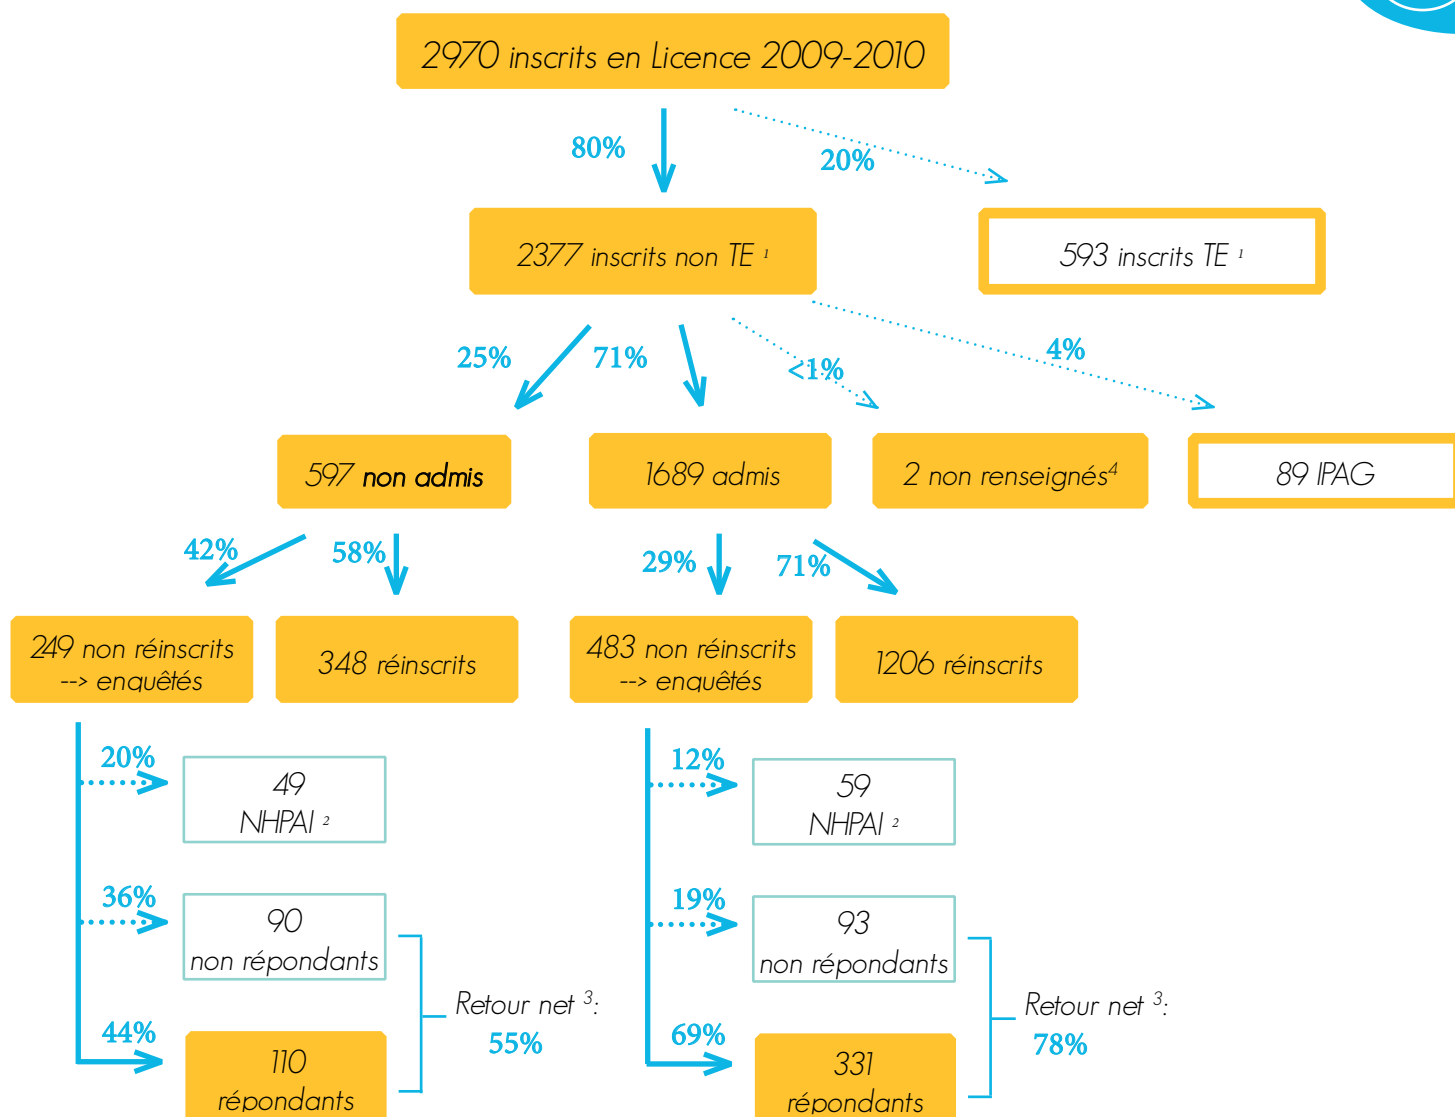 2970 inscrits en Licence 2009-2010
80%
20%
2377 inscrits non TE ¹
593 inscrits TE ¹
25%
71%
<1%
4%
597 non admis
1689 admis
2 non renseignés⁴
89 IPAG
42%
58%
29%
71%
249 non réinscrits
--> enquêtés
348 réinscrits
483 non réinscrits
--> enquêtés
1206 réinscrits
20%
49
NHPAI ²
36%
90
non répondants
44%
110
répondants
Retour net ³:
55%
12%
59
NHPAI ²
19%
93
non répondants
69%
331
répondants
Retour net ³:
78%